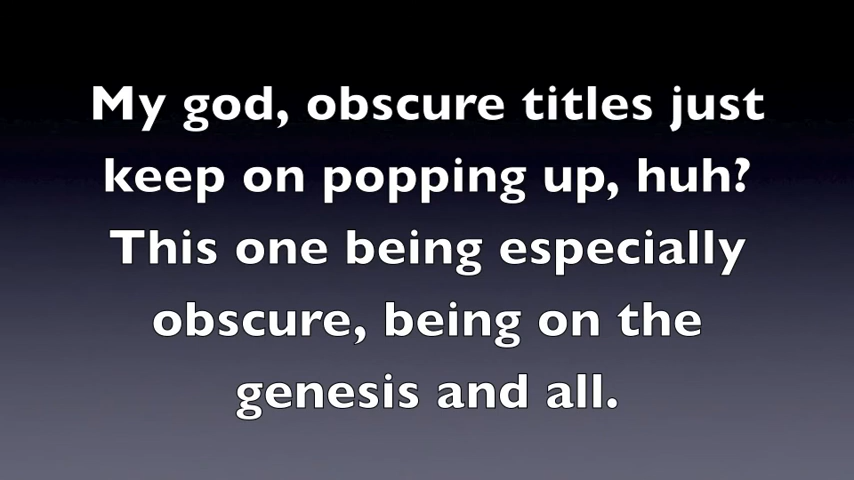 My god, obscure titles just
keep on popping up, huh?
This one being especially
obscure, being on the
genesis and all.